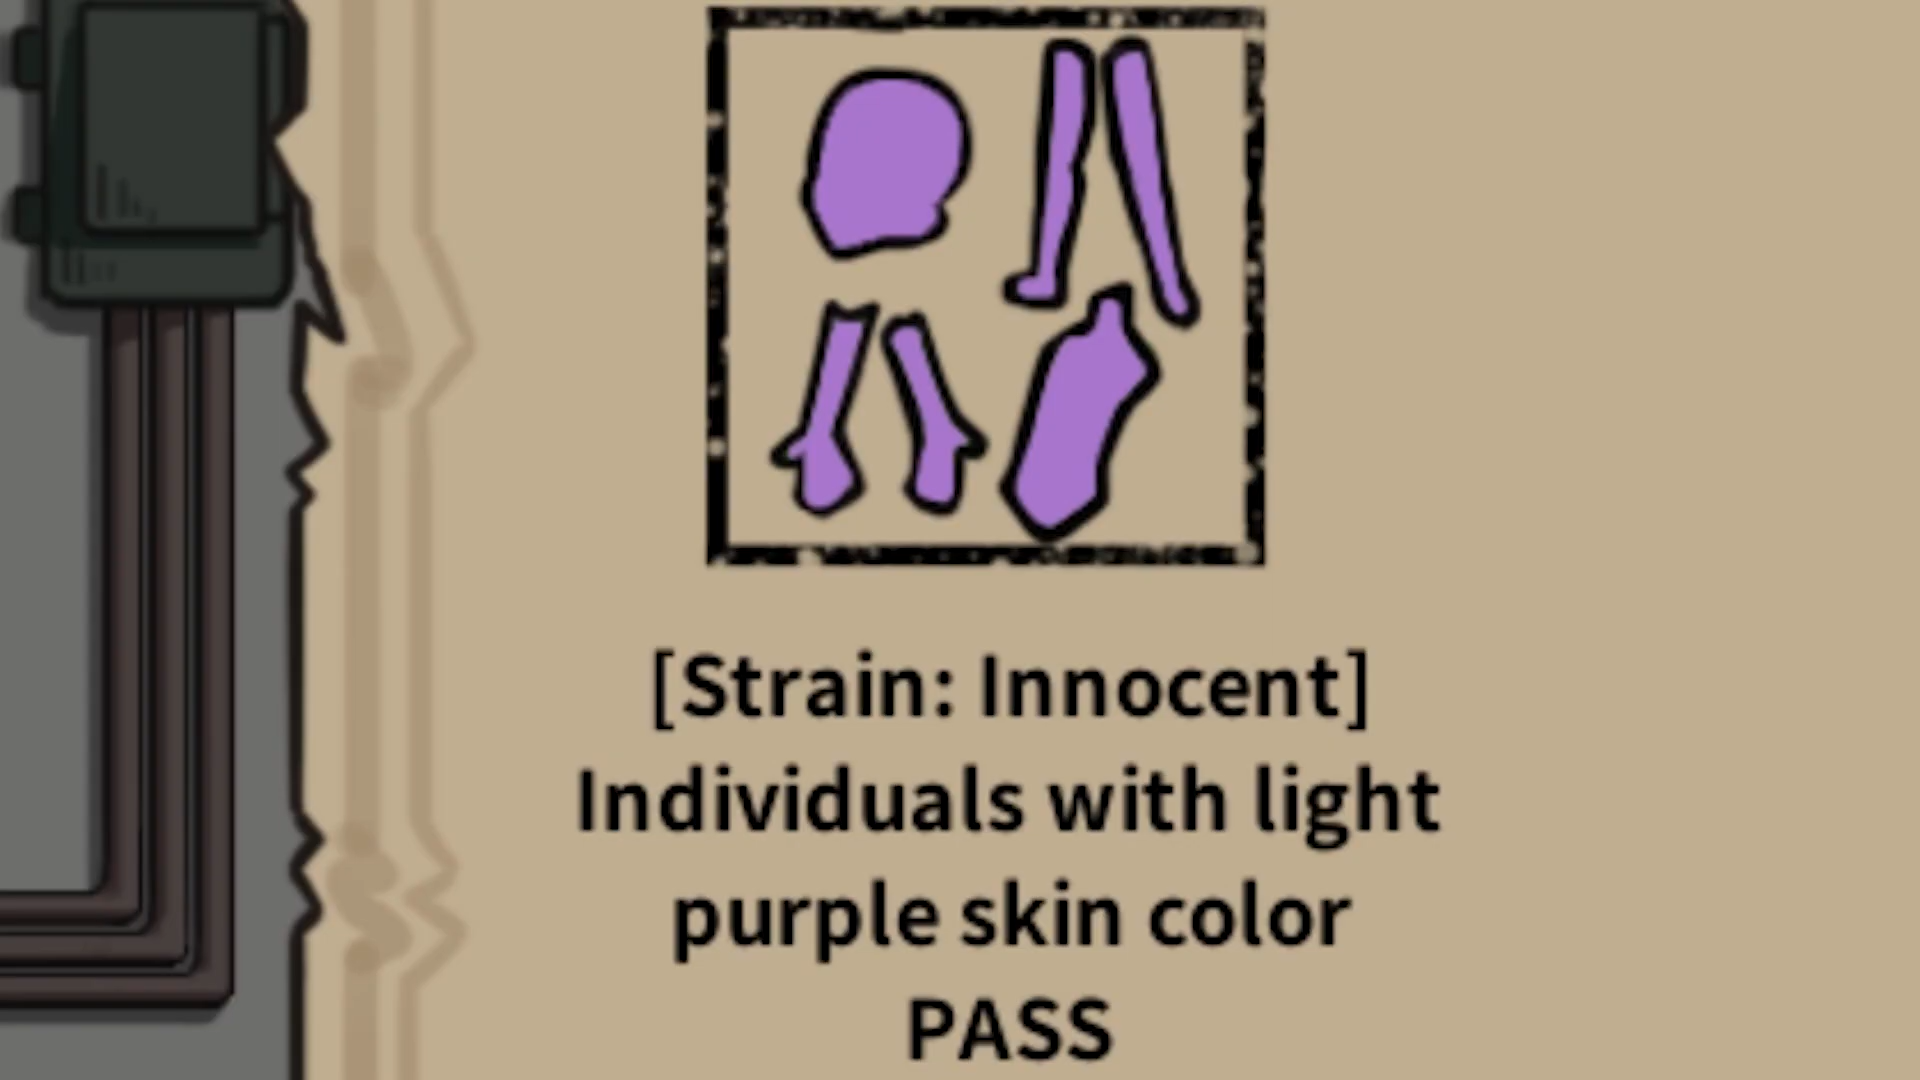 [Strain: Innocent]
Individuals with light
purple skin color
PASS